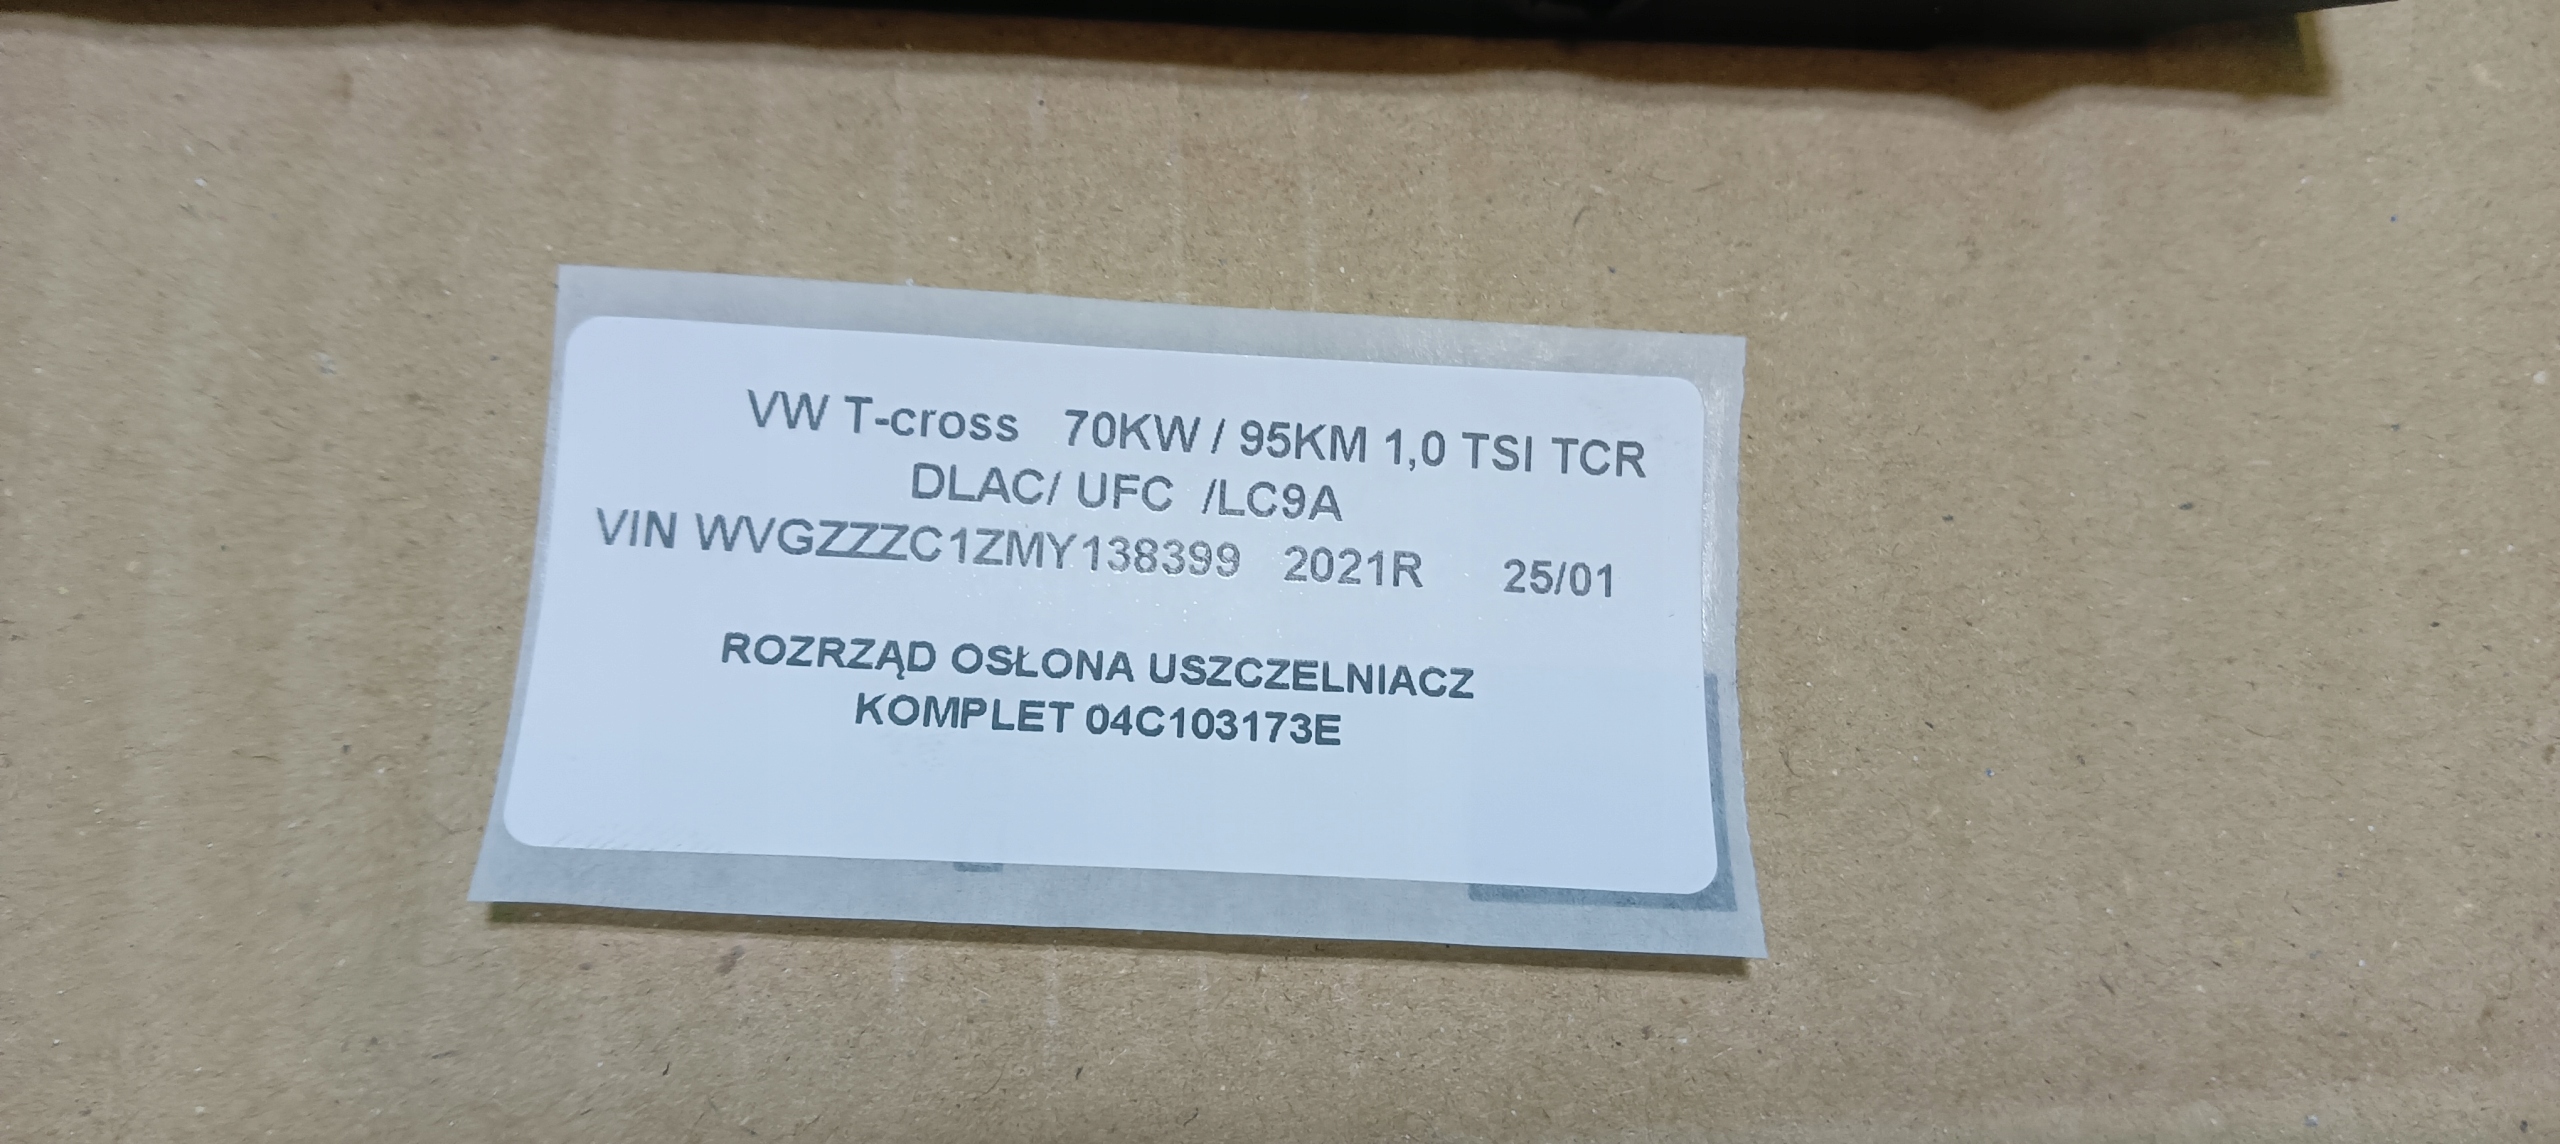 VW T-cross 70KW / 95KM 1,0 TSI TCR
DLAC/ UFC /LC9A
VIN WVGZZZC1ZMY138399 2021R 25/01
ROZRZĄD OSŁONA USZCZELNIACZ
KOMPLET 04C103173E